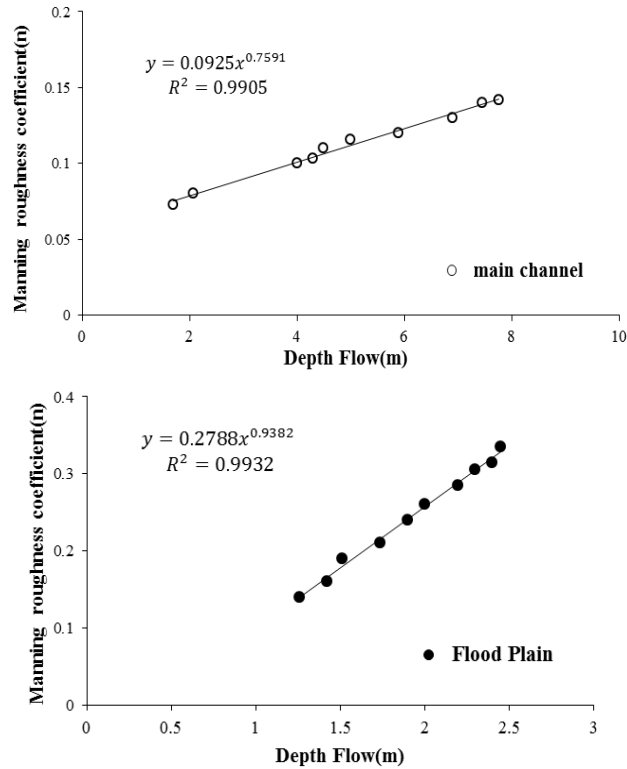 0.2
0.15
0.1
0.05
0
Manning roughness coefficient(n)
y = 0.0925x^0.7591
R² = 0.9905
main channel
0 2 4 6 8 10
Depth Flow(m)
0.4
0.3
0.2
0.1
0
Manning roughness coefficient(n)
y = 0.2788x^0.9382
R² = 0.9932
Flood Plain
0 0.5 1 1.5 2 2.5 3
Depth Flow(m)